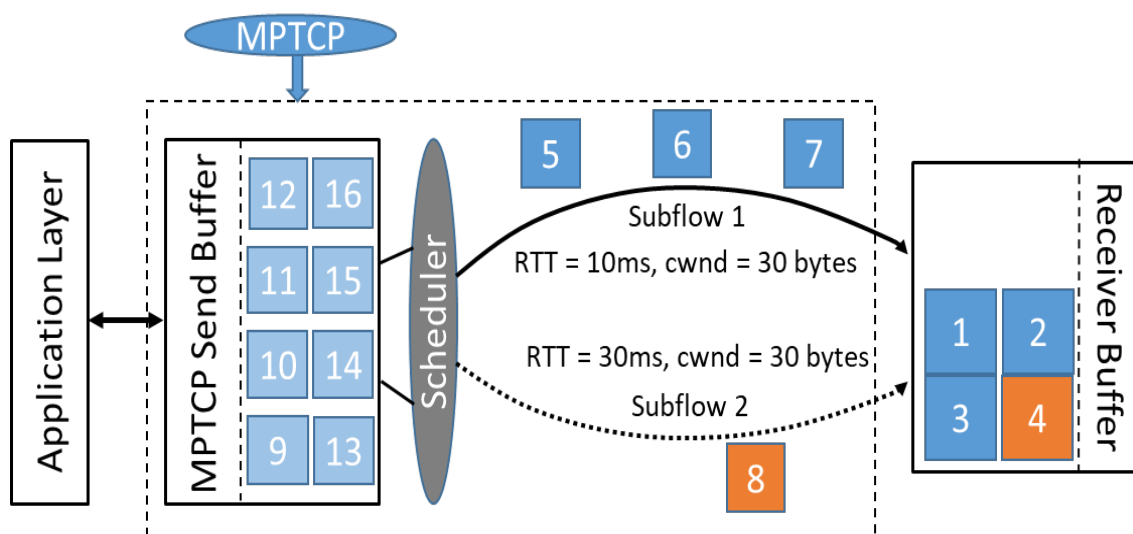 MPTCP
Application Layer
MPTCP Send Buffer
12 16
11 15
10 14
9 13
Scheduler
5 6 7
Subflow 1
RTT = 10ms, cwnd = 30 bytes
RTT = 30ms, cwnd = 30 bytes
Subflow 2
8
1 2
3 4
Receiver Buffer